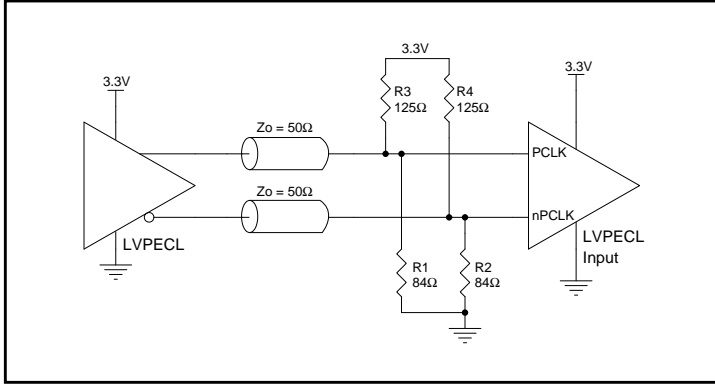 3.3V
3.3V
R3
125Ω
R4
125Ω
3.3V
Zo = 50Ω
PCLK
Zo = 50Ω
nPCLK
LVPECL
LVPECL
Input
R1
84Ω
R2
84Ω